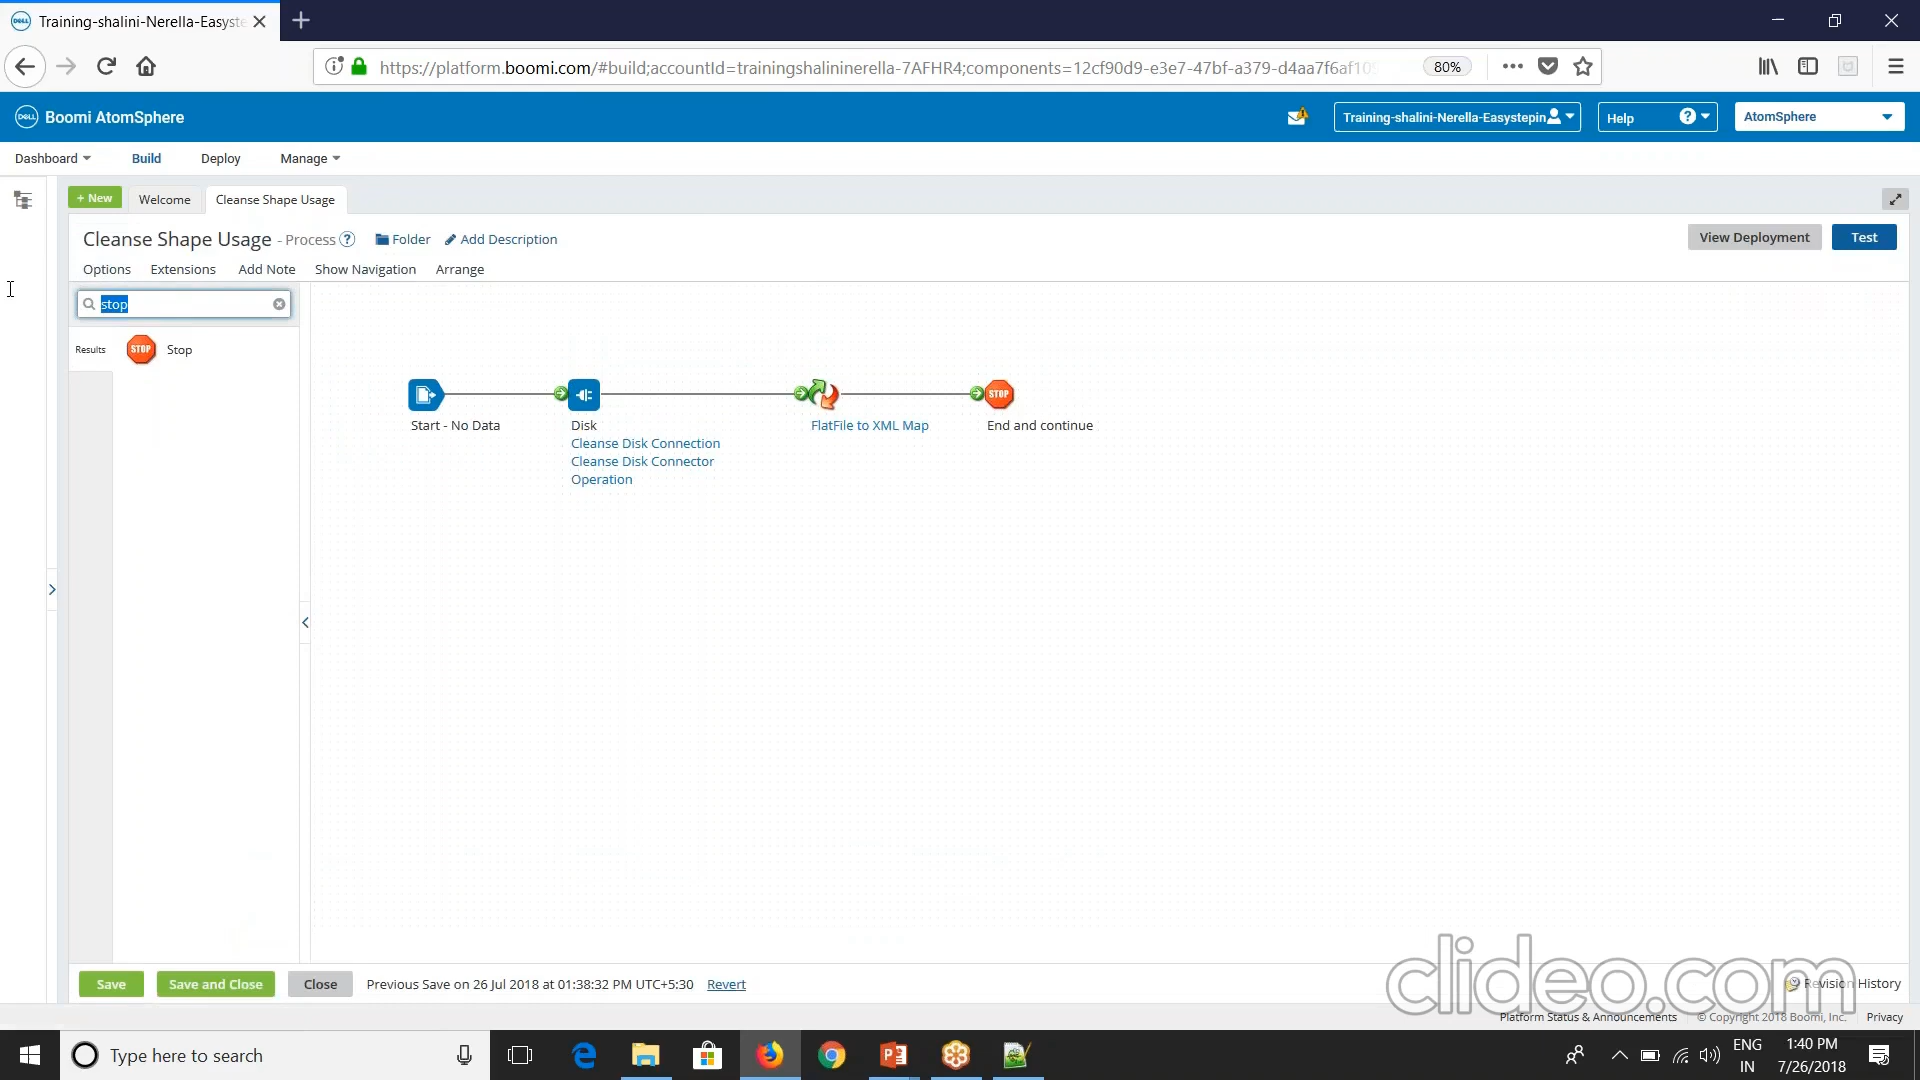 Training-shalini-Nerella-Easyste
https://platform.boomi.com/#build;accountId=trainingshalininerella-7AFHR4;components=12cf90d9-e3e7-47bf-a379-d4aa7f6af105
80%
DELL Boomi AtomSphere
Training-shalini-Nerella-Easystepin
Help
AtomSphere
Dashboard
Build
Deploy
Manage
+ New
Welcome
Cleanse Shape Usage
Cleanse Shape Usage - Process
Folder
Add Description
View Deployment
Test
Options
Extensions
Add Note
Show Navigation
Arrange
stop
Results
STOP
Stop
STOP
Start - No Data
Disk
FlatFile to XML Map
End and continue
Cleanse Disk Connection
Cleanse Disk Connector
Operation
Save
Save and Close
Close
Previous Save on 26 Jul 2018 at 01:38:32 PM UTC+5:30
Revert
Revision History
clideo.com
Platform Status & Announcements
© Copyright 2018 Boomi, Inc.
Privacy
Type here to search
ENG
IN
1:40 PM
7/26/2018